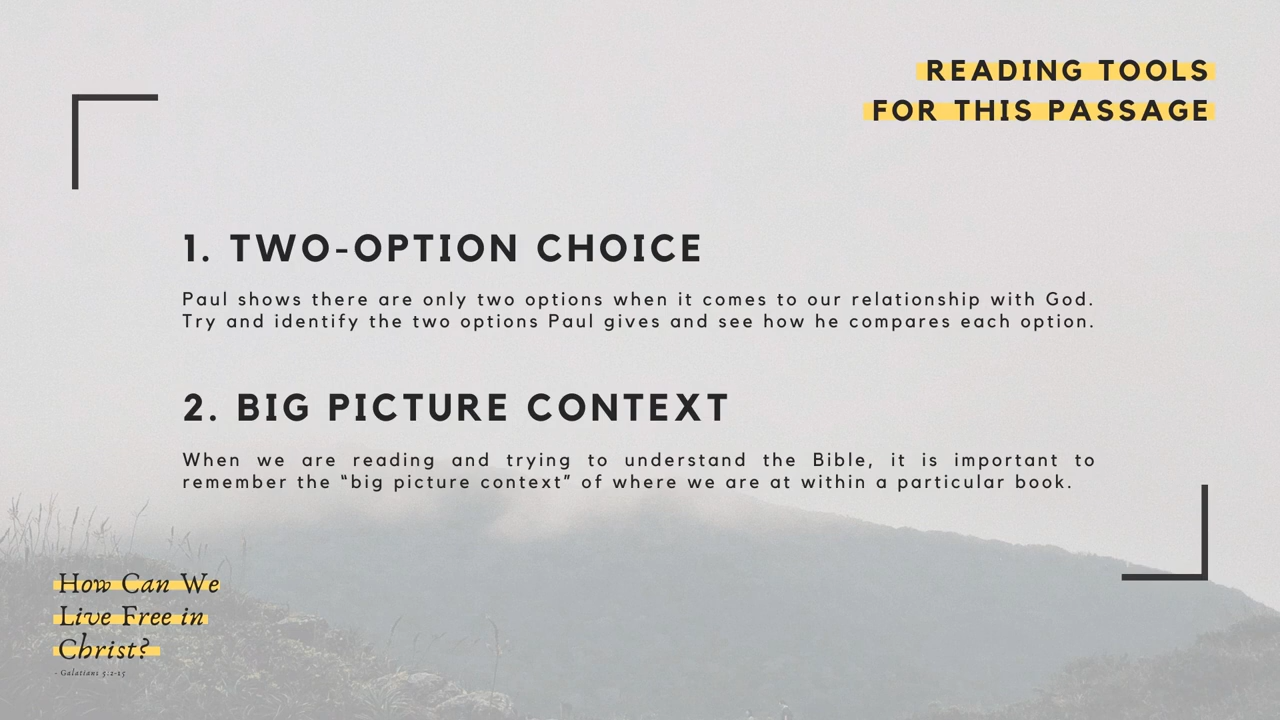 READING TOOLS
FOR THIS PASSAGE
1. TWO-OPTION CHOICE
Paul shows there are only two options when it comes to our relationship with God.
Try and identify the two options Paul gives and see how he compares each option.
2. BIG PICTURE CONTEXT
When we are reading and trying to understand the Bible, it is important to
remember the “big picture context” of where we are at within a particular book.
How Can We
Live Free in
Christ?
- Galatians 5:2-15